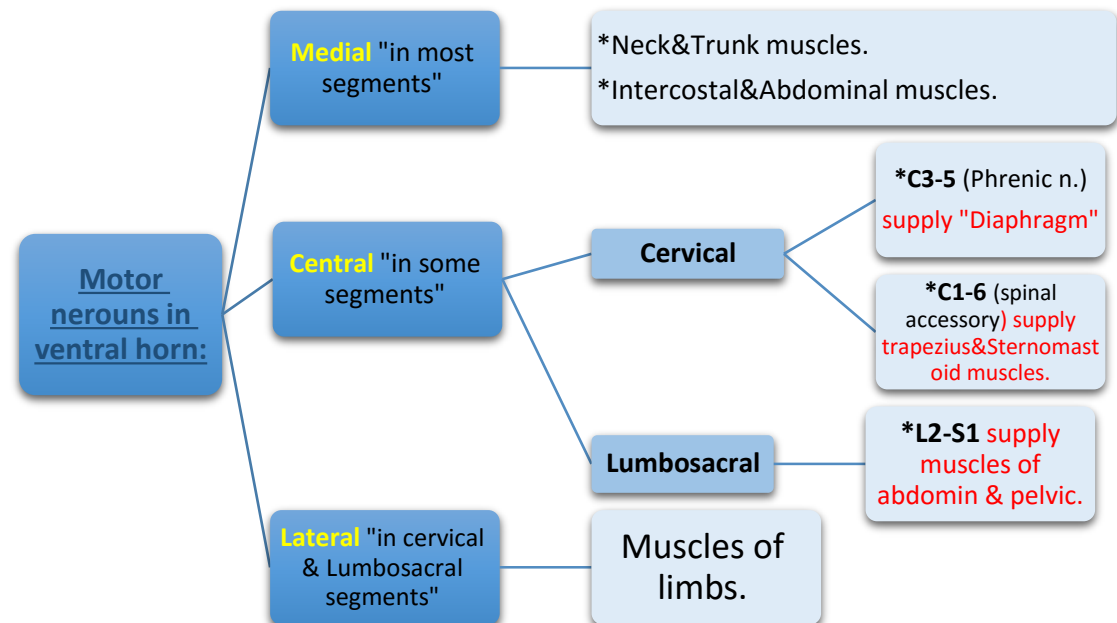 Motor
nerouns in
ventral horn:
Medial "in most
segments"
*Neck&Trunk muscles.
*Intercostal&Abdominal muscles.
Central "in some
segments"
Cervical
*C3-5 (Phrenic n.)
supply "Diaphragm"
*C1-6 (spinal
accessory) supply
trapezius&Sternomast
oid muscles.
Lumbosacral
*L2-S1 supply
muscles of
abdomin & pelvic.
Lateral "in cervical
& Lumbosacral
segments"
Muscles of
limbs.